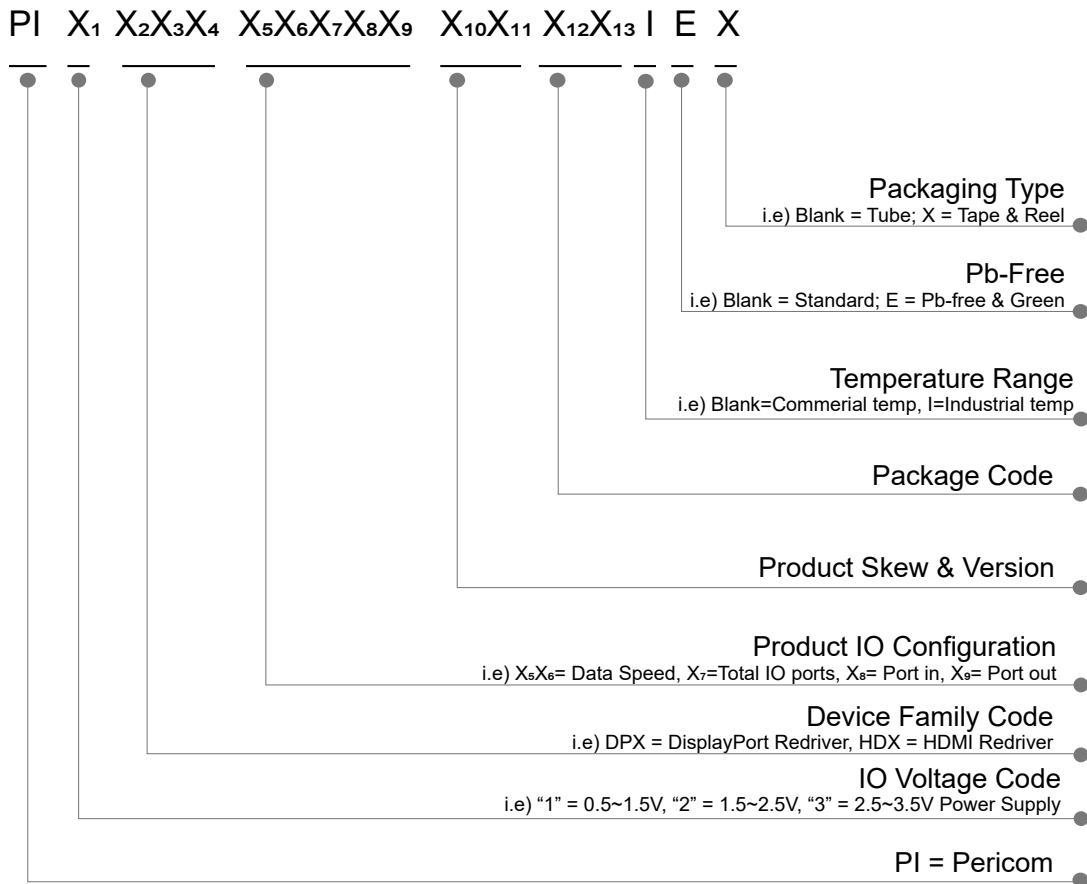 PI X₁ X₂X₃X₄ X₅X₆X₇X₈X₉ X₁₀X₁₁ X₁₂X₁₃ I E X
Packaging Type
i.e) Blank = Tube; X = Tape & Reel
Pb-Free
i.e) Blank = Standard; E = Pb-free & Green
Temperature Range
i.e) Blank=Commerial temp, I=Industrial temp
Package Code
Product Skew & Version
Product IO Configuration
i.e) X₅X₆= Data Speed, X₇=Total IO ports, X₈= Port in, X₉= Port out
Device Family Code
i.e) DPX = DisplayPort Redriver, HDX = HDMI Redriver
IO Voltage Code
i.e) “1” = 0.5~1.5V, “2” = 1.5~2.5V, “3” = 2.5~3.5V Power Supply
PI = Pericom